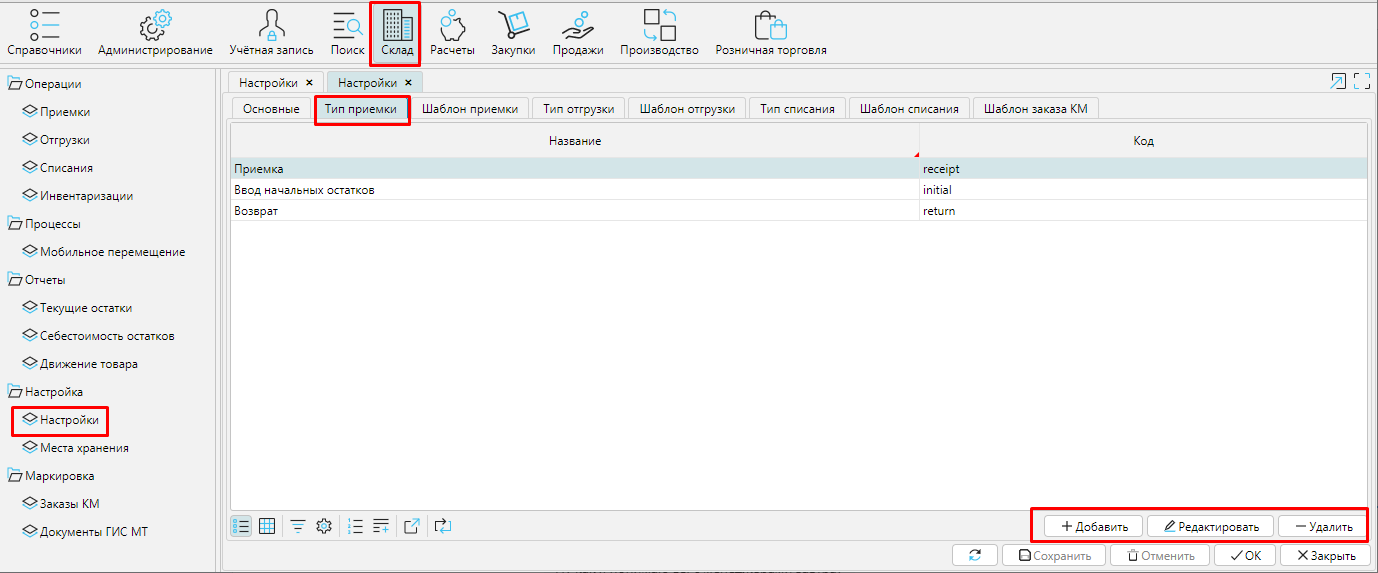 Справочники Администрирование Учётная запись Поиск Склад Расчеты Закупки Продажи Производство Розничная торговля
Операции
Приемки
Отгрузки
Списания
Инвентаризации
Процессы
Мобильное перемещение
Отчеты
Текущие остатки
Себестоимость остатков
Движение товара
Настройка
Настройки
Места хранения
Маркировка
Заказы КМ
Документы ГИС МТ
Настройки × Настройки ×
Основные Тип приемки Шаблон приемки Тип отгрузки Шаблон отгрузки Тип списания Шаблон списания Шаблон заказа КМ
Название Код
Приемка receipt
Ввод начальных остатков initial
Возврат return
+ Добавить Редактировать — Удалить
Сохранить Отменить OK Закрыть